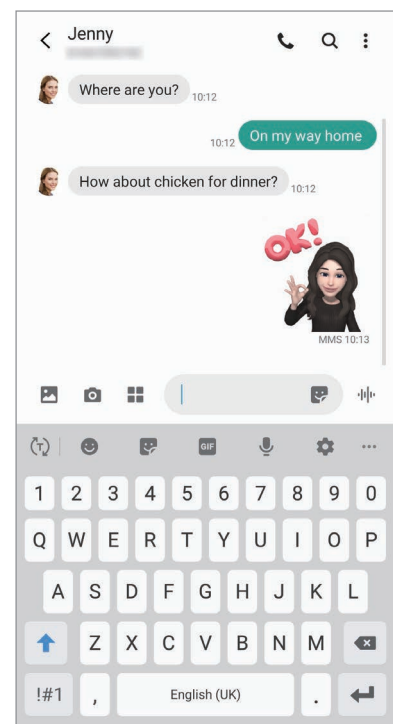 Jenny
Where are you?
10:12
10:12
On my way home
How about chicken for dinner?
10:12
OK!
MMS 10:13
T
GIF
1 2 3 4 5 6 7 8 9 0
Q W E R T Y U I O P
A S D F G H J K L
Z X C V B N M
!#1 , English (UK) .